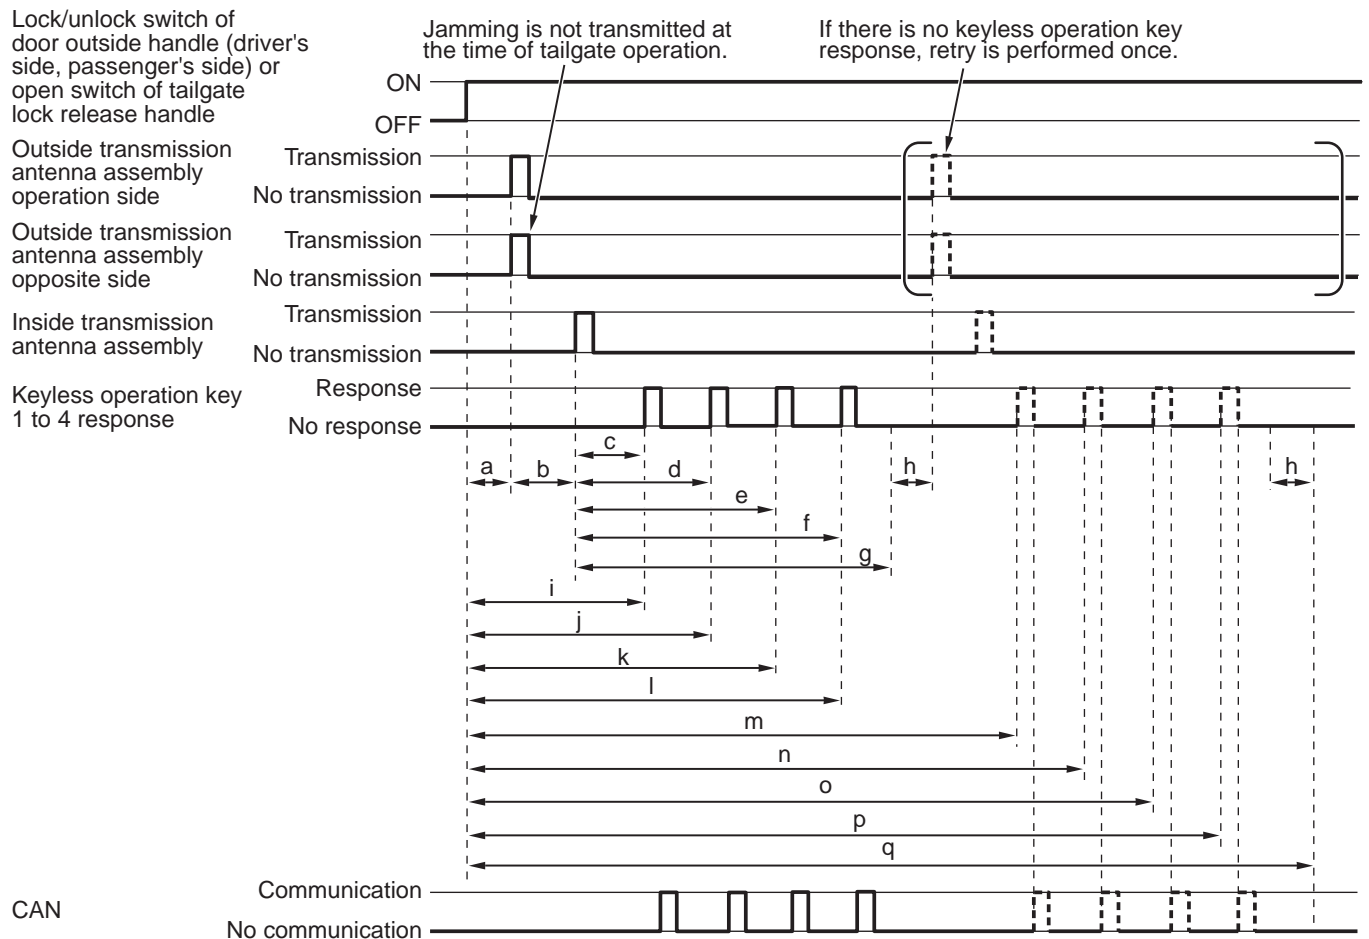 Lock/unlock switch of
door outside handle (driver's
side, passenger's side) or
open switch of tailgate
lock release handle
Jamming is not transmitted at
the time of tailgate operation.
If there is no keyless operation key
response, retry is performed once.
ON
OFF
Outside transmission
antenna assembly
operation side
Transmission
No transmission
Outside transmission
antenna assembly
opposite side
Transmission
No transmission
Inside transmission
antenna assembly
Transmission
No transmission
Keyless operation key
1 to 4 response
Response
No response
c
a
b
d
h
h
e
f
g
i
j
k
l
m
n
o
p
q
CAN
Communication
No communication